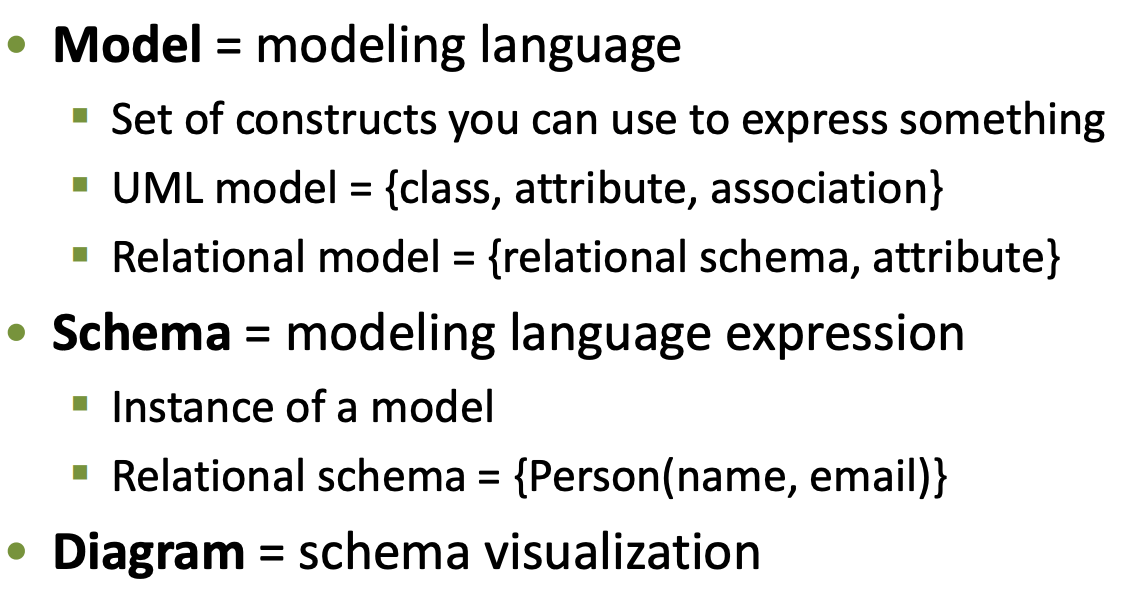 • Model = modeling language
▪ Set of constructs you can use to express something
▪ UML model = {class, attribute, association}
▪ Relational model = {relational schema, attribute}
• Schema = modeling language expression
▪ Instance of a model
▪ Relational schema = {Person(name, email)}
• Diagram = schema visualization